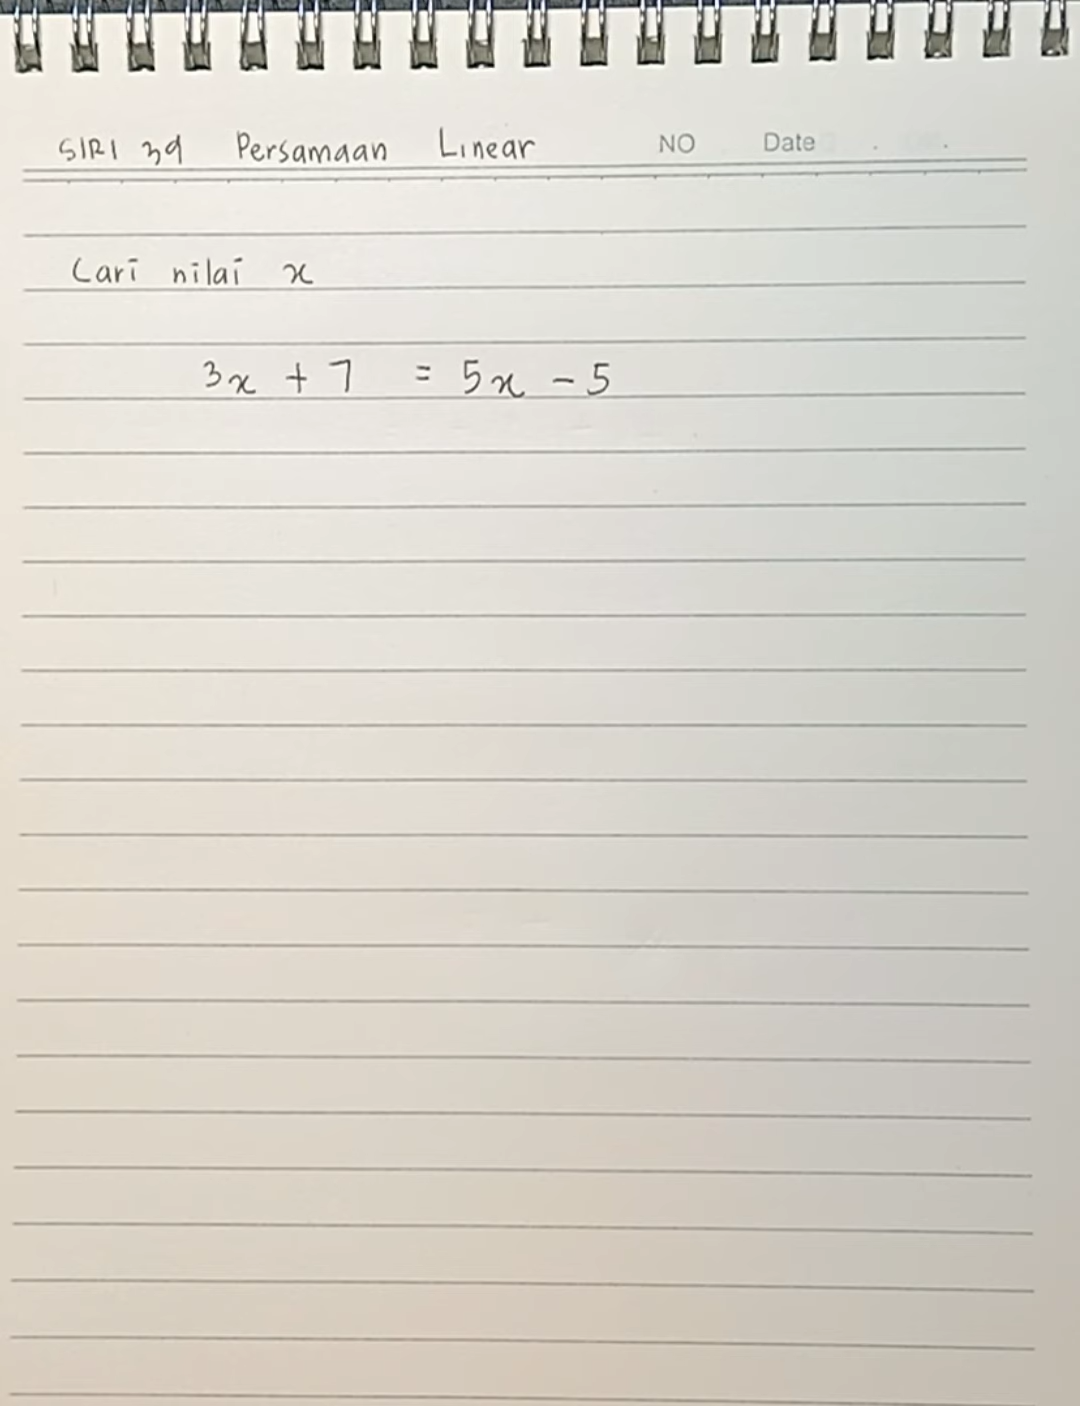 SIRI 39 Persamaan Linear NO Date . .
Cari nilai x
3x + 7 = 5x - 5